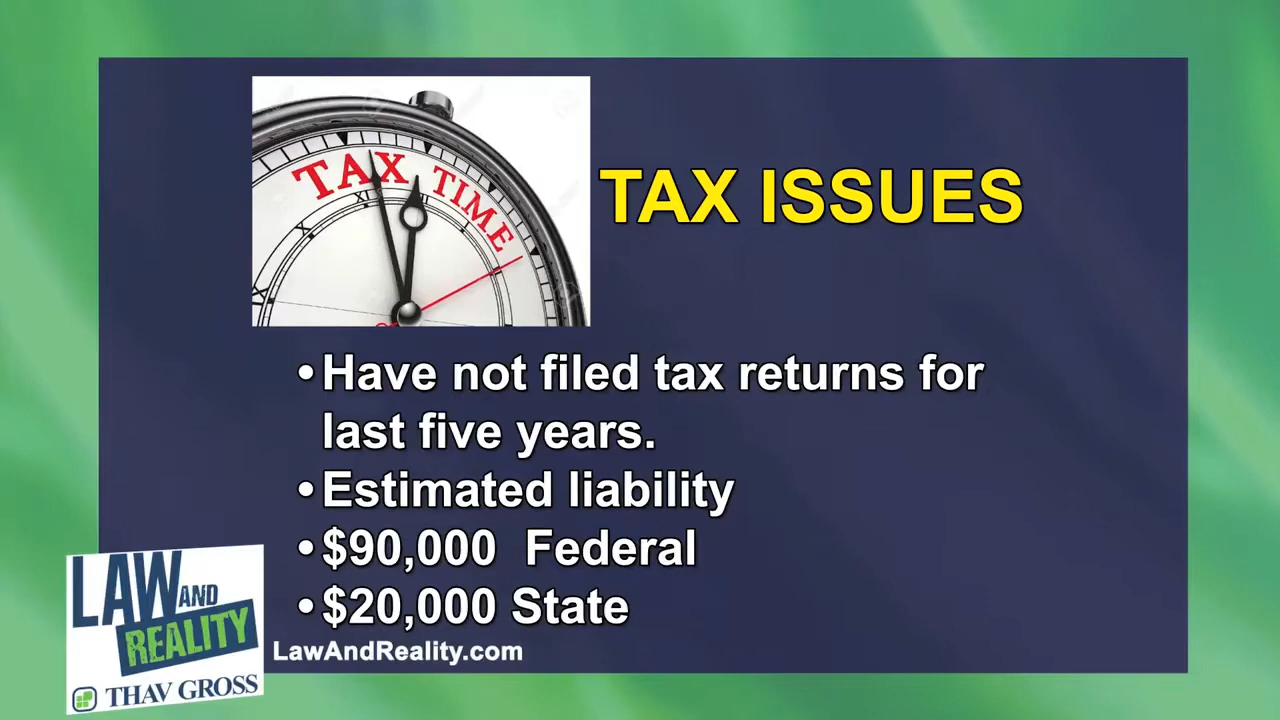 TAX TIME
XI
X
TAX ISSUES
•Have not filed tax returns for
last five years.
•Estimated liability
•$90,000 Federal
•$20,000 State
LAW AND
REALITY
THAV GROSS
LawAndReality.com